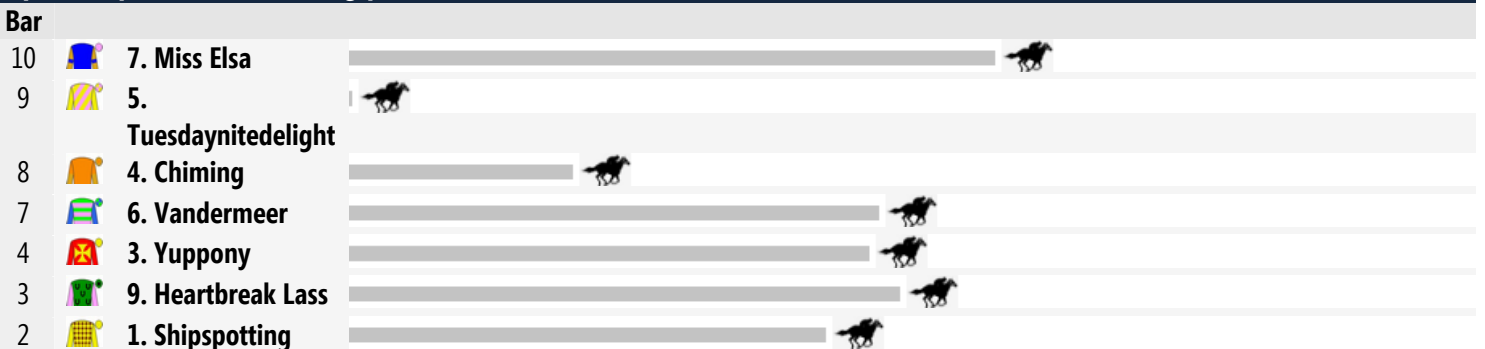 Bar
10 7. Miss Elsa
9 5.
Tuesdaynitedelight
8 4. Chiming
7 6. Vandermeer
4 3. Yuppony
3 9. Heartbreak Lass
2 1. Shipspotting